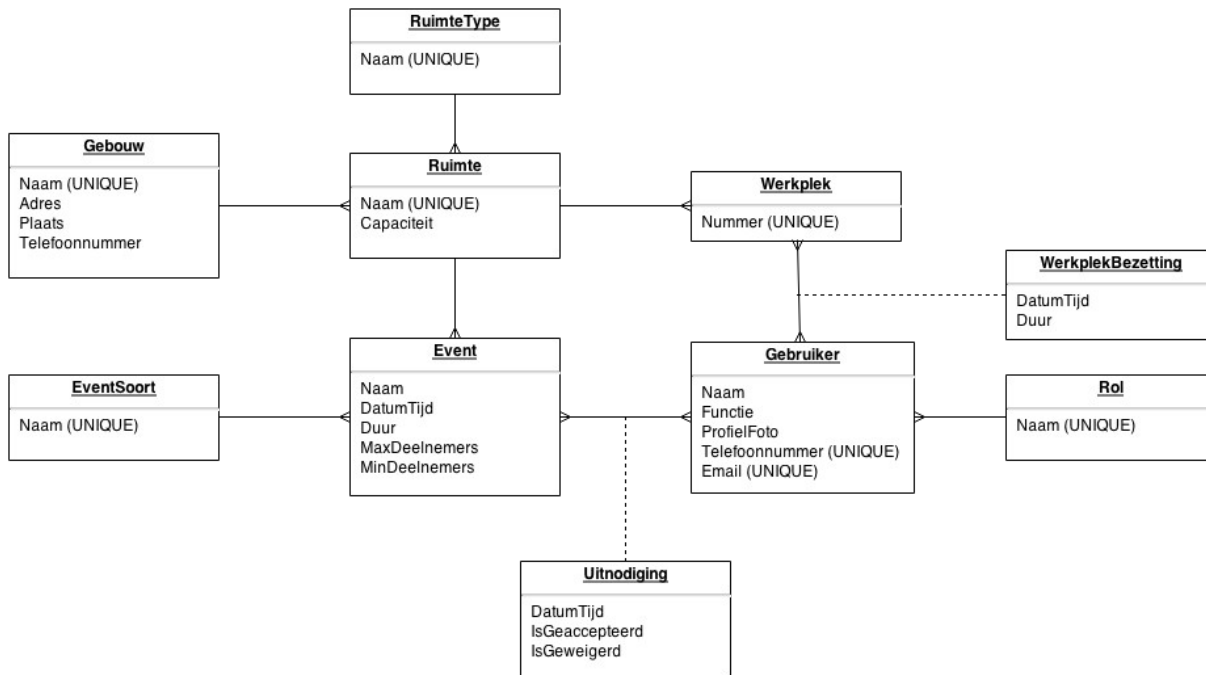 RuimteType
Naam (UNIQUE)
Gebouw
Naam (UNIQUE)
Adres
Plaats
Telefoonnummer
Ruimte
Naam (UNIQUE)
Capaciteit
Werkplek
Nummer (UNIQUE)
WerkplekBezetting
DatumTijd
Duur
EventSoort
Naam (UNIQUE)
Event
Naam
DatumTijd
Duur
MaxDeelnemers
MinDeelnemers
Gebruiker
Naam
Functie
ProfielFoto
Telefoonnummer (UNIQUE)
Email (UNIQUE)
Rol
Naam (UNIQUE)
Uitnodiging
DatumTijd
IsGeaccepteerd
IsGeweigerd